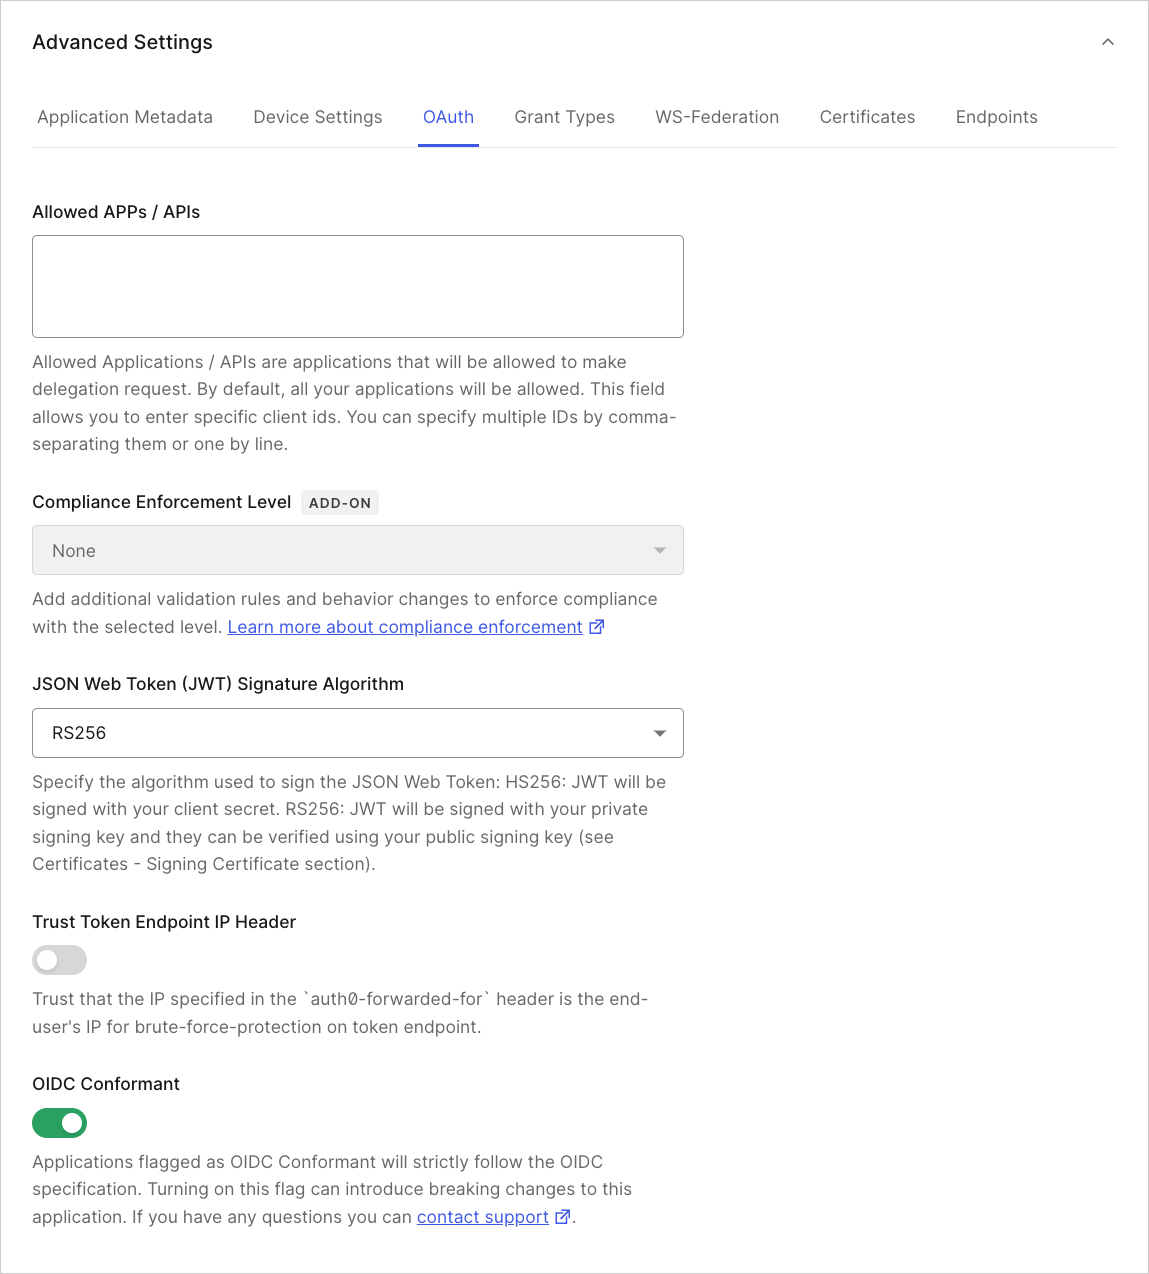 Advanced Settings
Application Metadata Device Settings OAuth Grant Types WS-Federation Certificates Endpoints
Allowed APPs / APIs
Allowed Applications / APIs are applications that will be allowed to make
delegation request. By default, all your applications will be allowed. This field
allows you to enter specific client ids. You can specify multiple IDs by comma-
separating them or one by line.
Compliance Enforcement Level ADD-ON
None
Add additional validation rules and behavior changes to enforce compliance
with the selected level. Learn more about compliance enforcement
JSON Web Token (JWT) Signature Algorithm
RS256
Specify the algorithm used to sign the JSON Web Token: HS256: JWT will be
signed with your client secret. RS256: JWT will be signed with your private
signing key and they can be verified using your public signing key (see
Certificates - Signing Certificate section).
Trust Token Endpoint IP Header
Trust that the IP specified in the `auth0-forwarded-for` header is the end-
user's IP for brute-force-protection on token endpoint.
OIDC Conformant
Applications flagged as OIDC Conformant will strictly follow the OIDC
specification. Turning on this flag can introduce breaking changes to this
application. If you have any questions you can contact support .